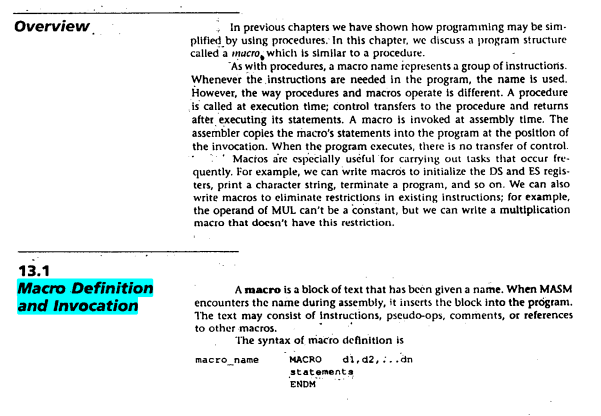 Overview
In previous chapters we have shown how programming may be sim-
plified by using procedures. In this chapter, we discuss a program structure
called a macro, which is similar to a procedure.
As with procedures, a macro name represents a group of instructions.
Whenever the instructions are needed in the program, the name is used.
However, the way procedures and macros operate is different. A procedure
is called at execution time; control transfers to the procedure and returns
after executing its statements. A macro is invoked at assembly time. The
assembler copies the macro's statements into the program at the position of
the invocation. When the program executes, there is no transfer of control.
Macros are especially useful for carrying out tasks that occur fre-
quently. For example, we can write macros to initialize the DS and ES regis-
ters, print a character string, terminate a program, and so on. We can also
write macros to eliminate restrictions in existing instructions; for example,
the operand of MUL can't be a constant, but we can write a multiplication
macro that doesn't have this restriction.
13.1
Macro Definition
and Invocation
A macro is a block of text that has been given a name. When MASM
encounters the name during assembly, it inserts the block into the program.
The text may consist of instructions, pseudo-ops, comments, or references
to other macros.
The syntax of macro definition is
macro_name MACRO d1,d2,...dn
statements
ENDM